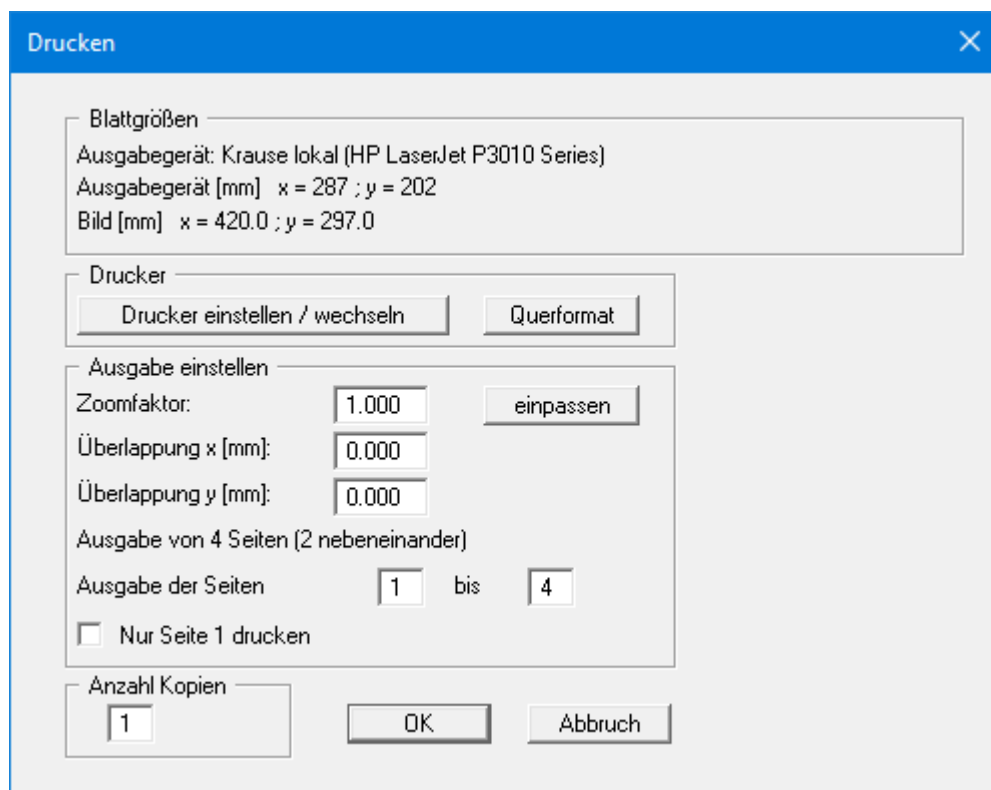 Drucken
Blattgrößen
Ausgabegerät: Krause lokal (HP LaserJet P3010 Series)
Ausgabegerät [mm] x = 287 ; y = 202
Bild [mm] x = 420.0 ; y = 297.0
Drucker
Drucker einstellen / wechseln Querformat
Ausgabe einstellen
Zoomfaktor: 1.000 einpassen
Überlappung x [mm]: 0.000
Überlappung y [mm]: 0.000
Ausgabe von 4 Seiten (2 nebeneinander)
Ausgabe der Seiten 1 bis 4
Nur Seite 1 drucken
Anzahl Kopien
1 OK Abbruch